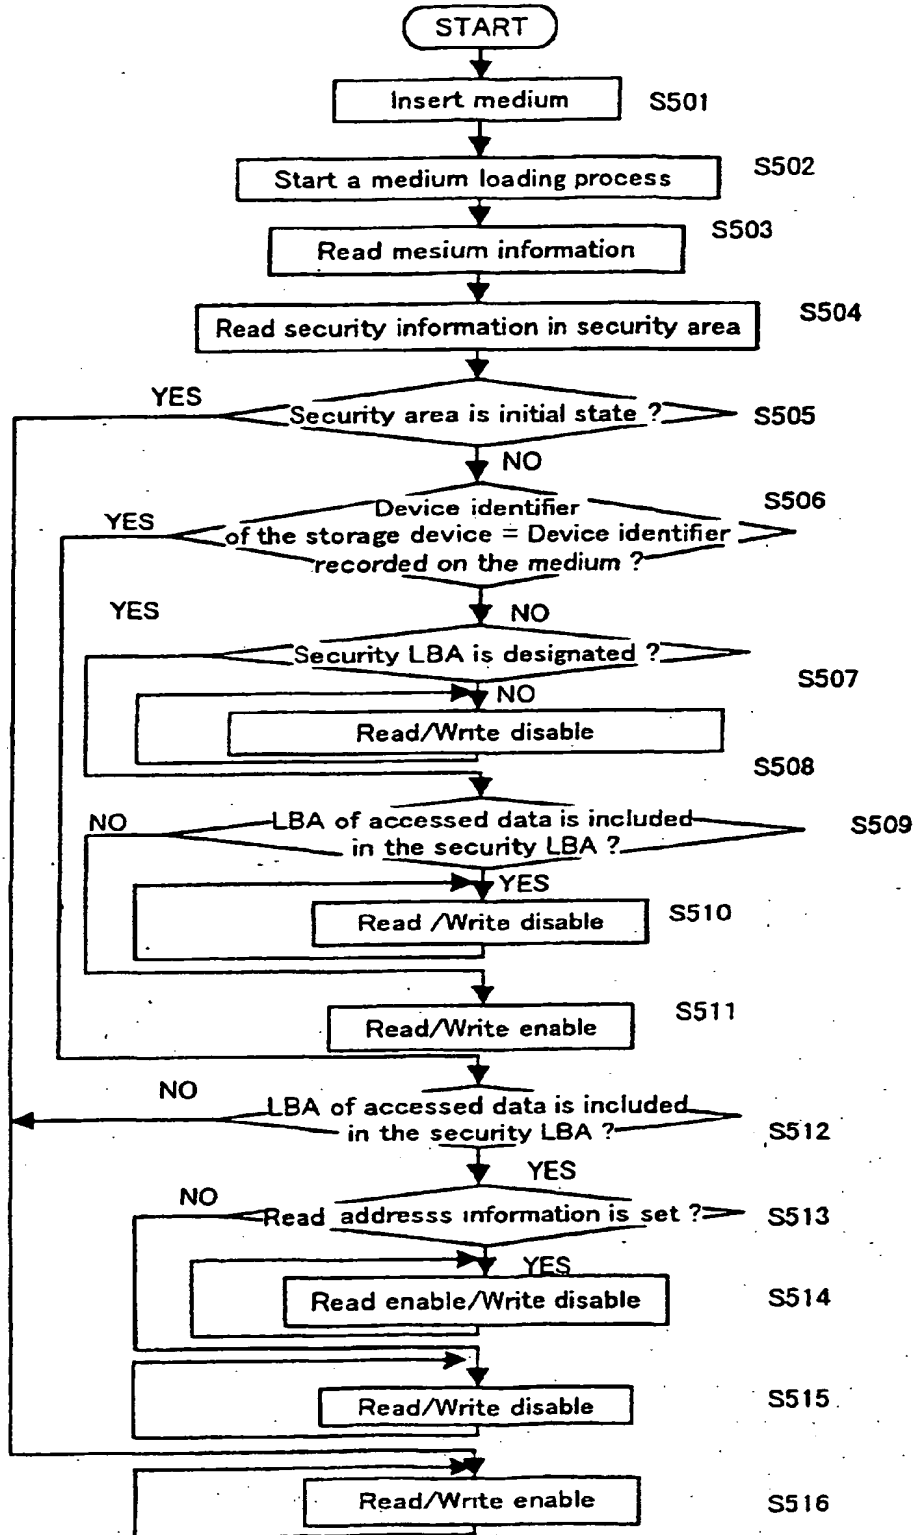 START
Insert medium
S501
Start a medium loading process
S502
Read mesium information
S503
Read security information in security area
S504
YES
Security area is initial state ?
S505
NO
YES
Device identifier
of the storage device = Device identifier
recorded on the medium ?
S506
YES
NO
Security LBA is designated ?
S507
NO
Read/Write disable
S508
NO
LBA of accessed data is included
in the security LBA ?
S509
YES
Read /Write disable
S510
Read/Write enable
S511
NO
LBA of accessed data is included
in the security LBA ?
S512
YES
NO
Read addresss information is set ?
S513
YES
Read enable/Write disable
S514
Read/Write disable
S515
Read/Write enable
S516